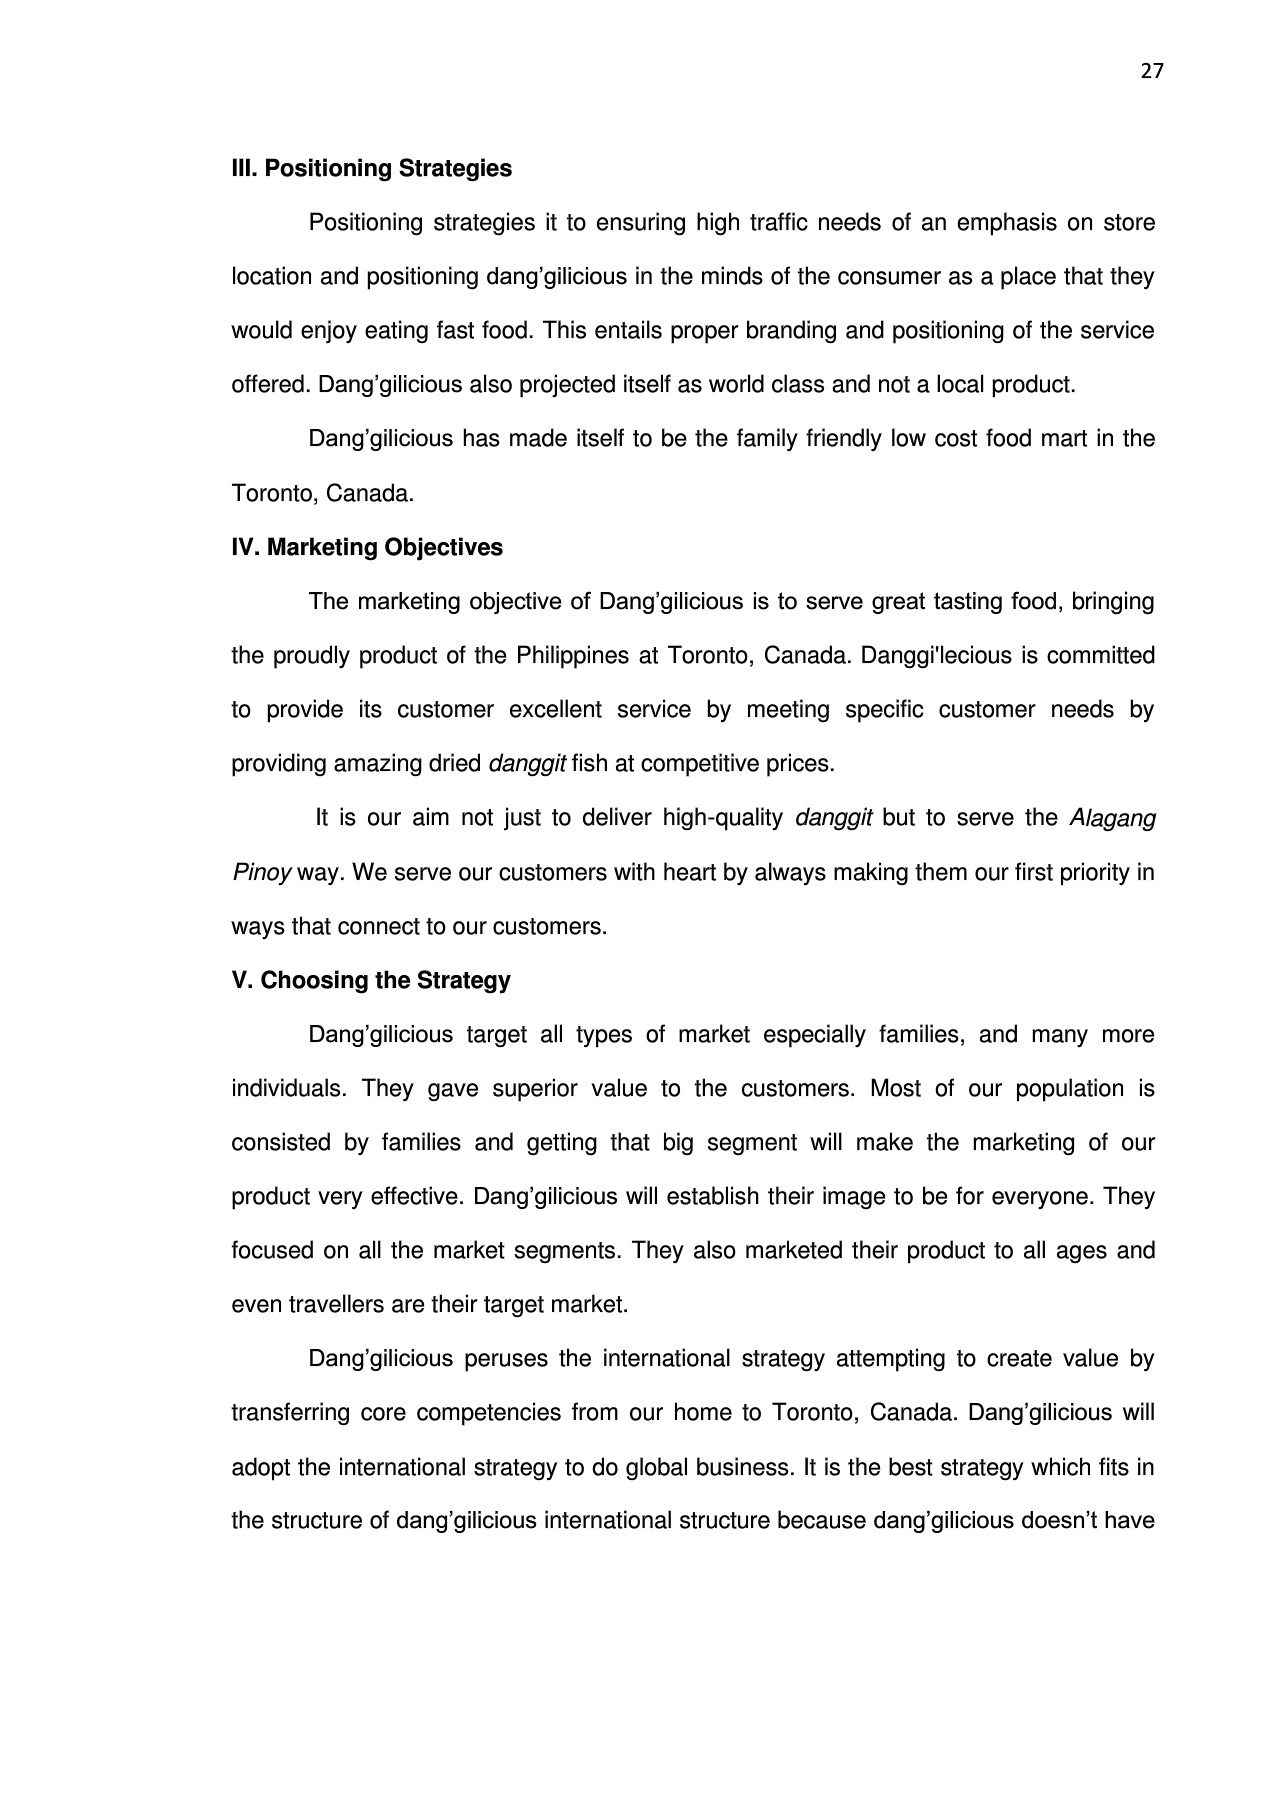 27
III. Positioning Strategies
Positioning strategies it to ensuring high traffic needs of an emphasis on store
location and positioning dang’gilicious in the minds of the consumer as a place that they
would enjoy eating fast food. This entails proper branding and positioning of the service
offered. Dang’gilicious also projected itself as world class and not a local product.
Dang’gilicious has made itself to be the family friendly low cost food mart in the
Toronto, Canada.
IV. Marketing Objectives
The marketing objective of Dang’gilicious is to serve great tasting food, bringing
the proudly product of the Philippines at Toronto, Canada. Danggi'lecious is committed
to provide its customer excellent service by meeting specific customer needs by
providing amazing dried danggit fish at competitive prices.
It is our aim not just to deliver high-quality danggit but to serve the Alagang
Pinoy way. We serve our customers with heart by always making them our first priority in
ways that connect to our customers.
V. Choosing the Strategy
Dang’gilicious target all types of market especially families, and many more
individuals. They gave superior value to the customers. Most of our population is
consisted by families and getting that big segment will make the marketing of our
product very effective. Dang’gilicious will establish their image to be for everyone. They
focused on all the market segments. They also marketed their product to all ages and
even travellers are their target market.
Dang’gilicious peruses the international strategy attempting to create value by
transferring core competencies from our home to Toronto, Canada. Dang’gilicious will
adopt the international strategy to do global business. It is the best strategy which fits in
the structure of dang’gilicious international structure because dang’gilicious doesn’t have